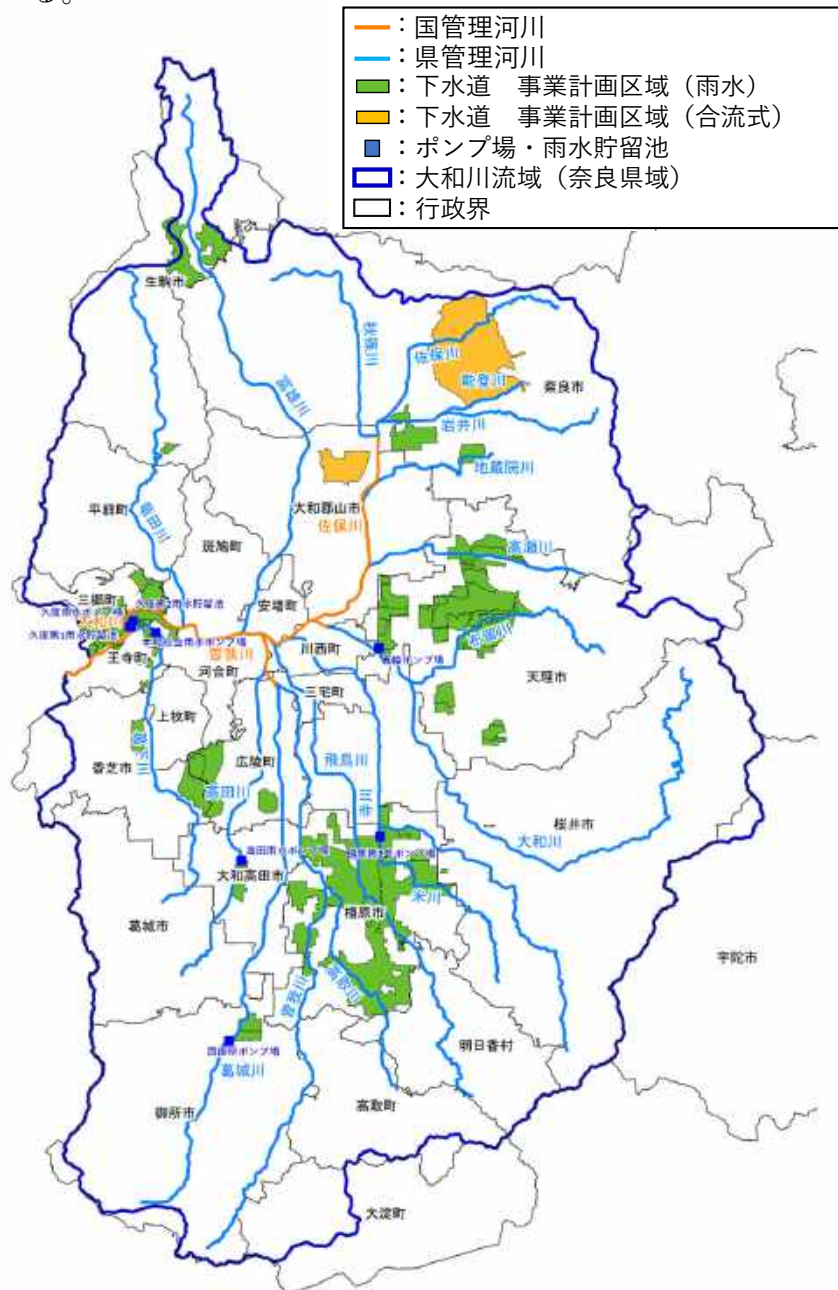 る。
：国管理河川
：県管理河川
：下水道　事業計画区域（雨水）
：下水道　事業計画区域（合流式）
：ポンプ場・雨水貯留池
：大和川流域（奈良県域）
：行政界
生駒市
秋篠川
佐保川
能登川
奈良市
富雄川
岩井川
地蔵院川
大和郡山市
佐保川
平群町
竜田川
斑鳩町
高瀬川
三郷町
安堵町
大和川
王寺町
河合町
曽我川
川西町
布留川
天理市
三宅町
上牧町
香芝市
葛下川
広陵町
高田川
飛鳥川
寺川
桜井市
大和川
大和高田市
橿原市
米川
葛城市
宇陀市
曽我川
高取川
明日香村
葛城川
御所市
高取町
大淀町